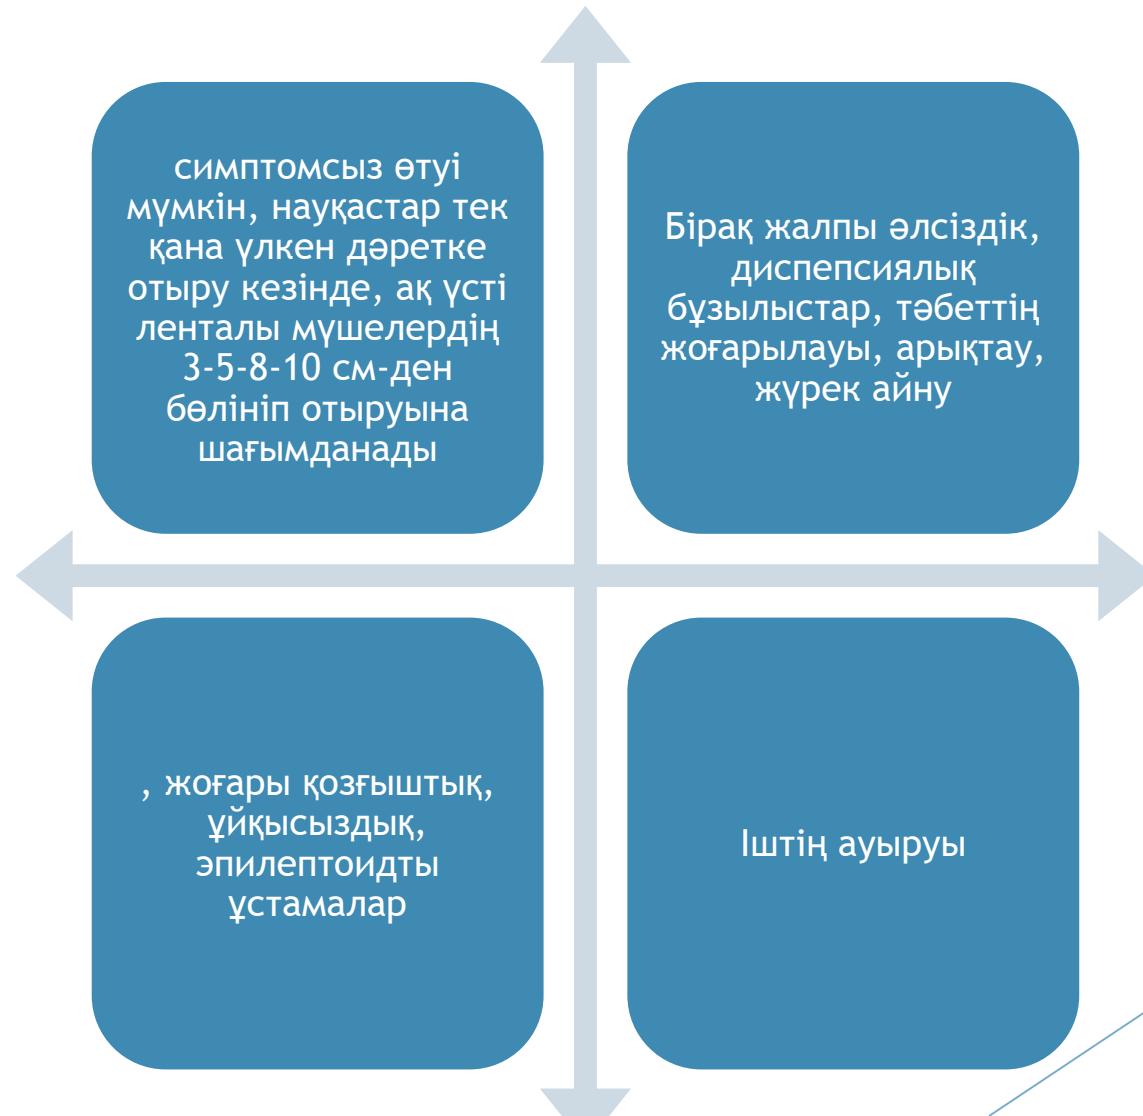 симптомсыз өтуі
мүмкін, науқастар тек
қана үлкен дәретке
отыру кезінде, ақ үсті
ленталы мүшелердің
3-5-8-10 см-ден
бөлініп отыруына
шағымданады
Бірақ жалпы әлсіздік,
диспепсиялық
бұзылыстар, тәбеттің
жоғарылауы, арықтау,
жүрек айну
, жоғары қозғыштық,
ұйқысыздық,
эпилептоидты
ұстамалар
Іштің ауыруы